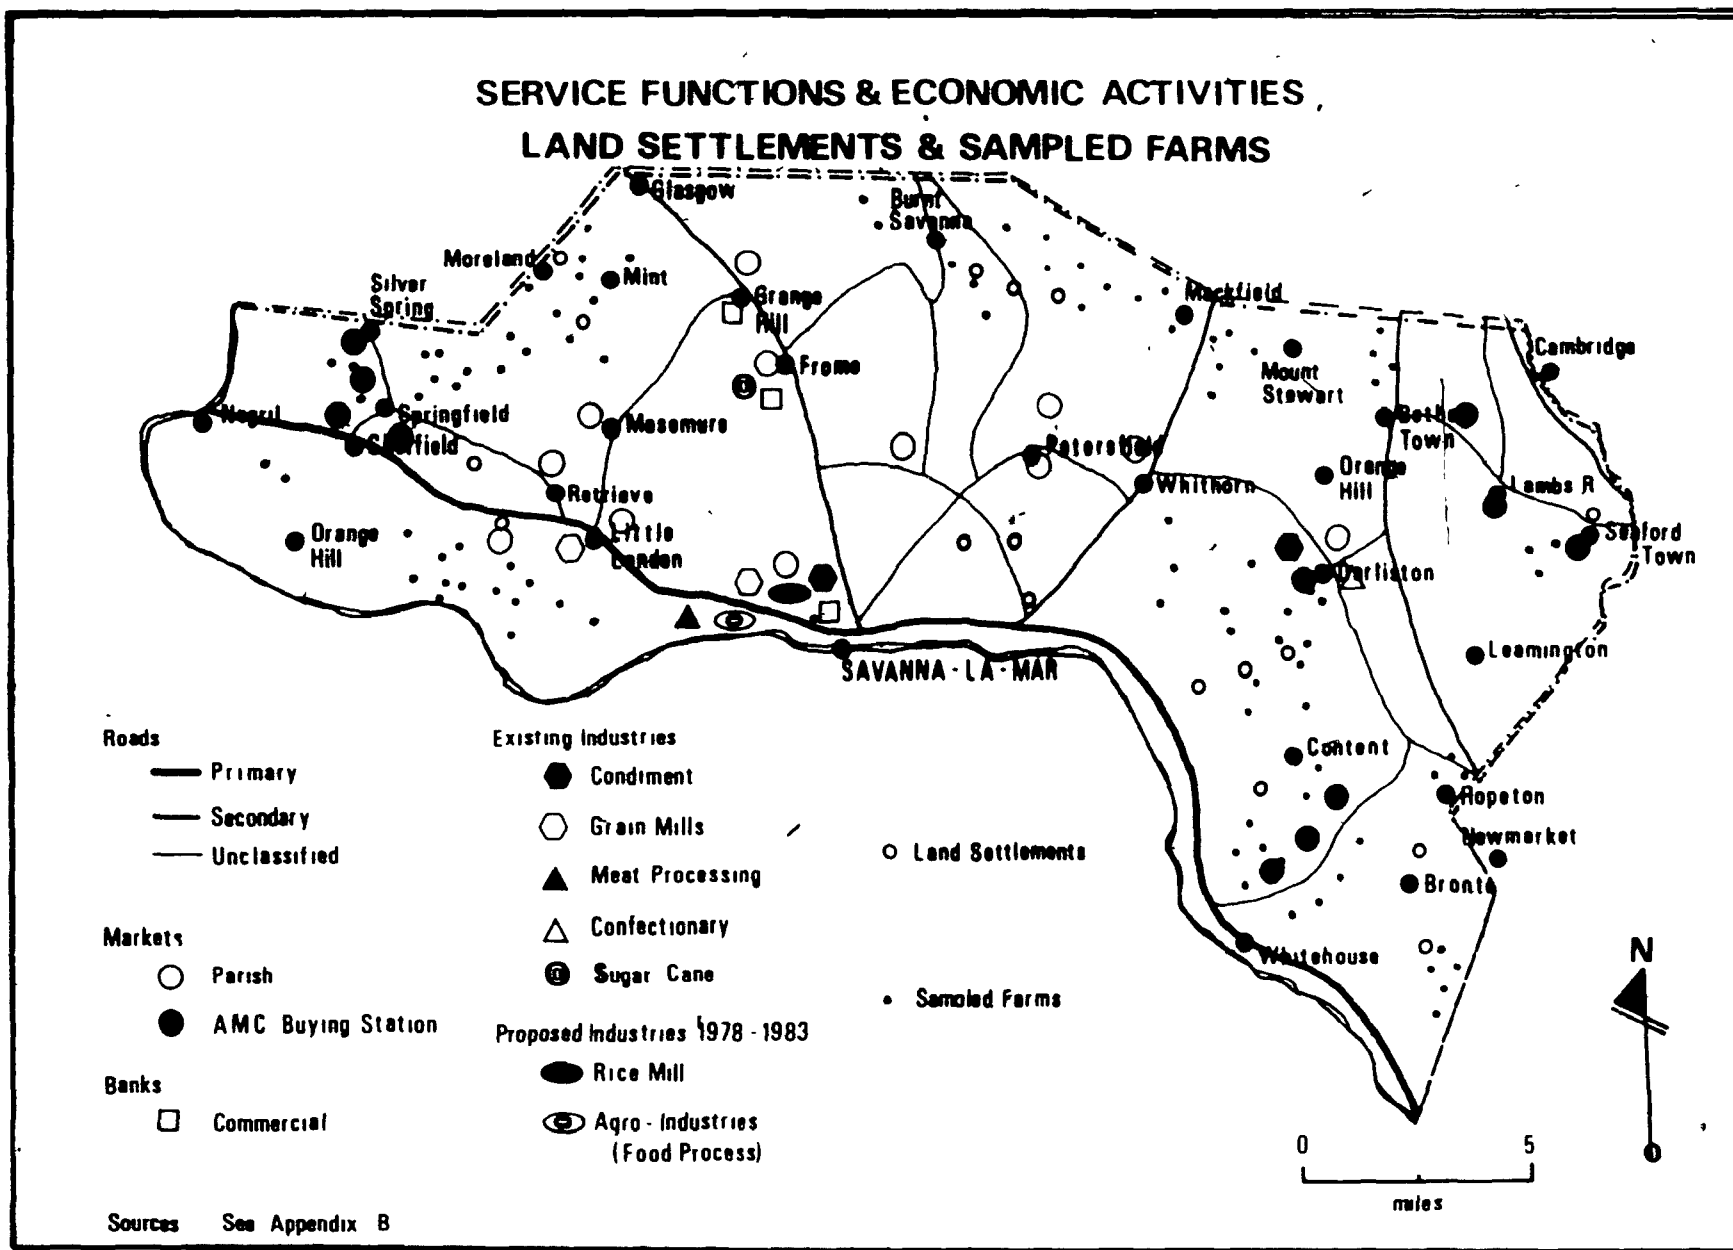 SERVICE FUNCTIONS & ECONOMIC ACTIVITIES
LAND SETTLEMENTS & SAMPLED FARMS
Glasgow
Burnt
Savanna
Moreland
Mint
Silver
Spring
Grange
Hill
Mackfield
Frome
Mount
Stewart
Cambridge
Negril
Springfield
Masemure
Town
Petersfield
Orange
Hill
Whithorn
Lambs R
Retrieve
Orange
Hill
Little
London
Seaford
Town
Darliston
Leamington
SAVANNA-LA-MAR
Content
Ropeton
Newmarket
Bronte
Whitehouse
Roads
Primary
Secondary
Unclassified
Markets
Parish
AMC Buying Station
Banks
Commercial
Existing Industries
Condiment
Grain Mills
Meat Processing
Confectionary
Sugar Cane
Proposed Industries 1978-1983
Rice Mill
Agro-Industries
(Food Process)
Land Settlements
Sampled Farms
N
0 5
miles
Sources See Appendix B